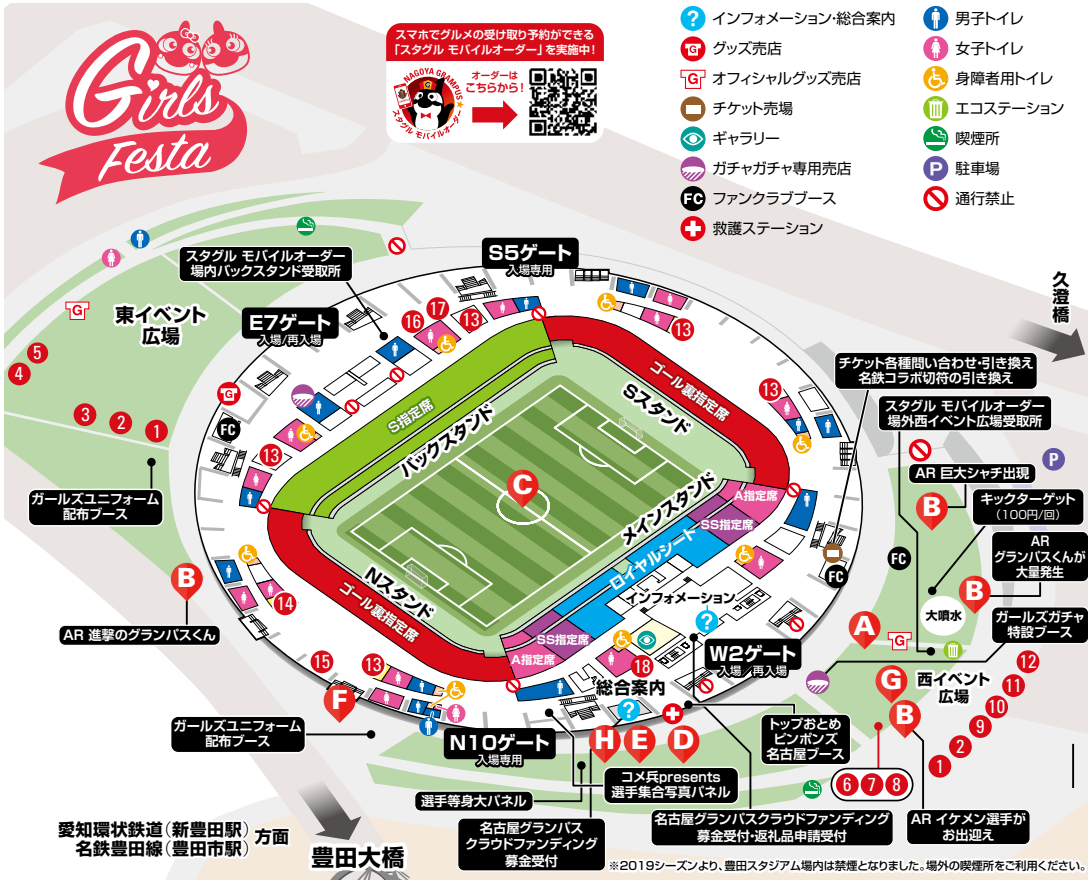 Girls
Festa
スマホでグルメの受け取り予約ができる
「スタグル モバイルオーダー」を実施中!
NAGOYA GRAMPUS
スタグル モバイルオーダー
オーダーは
こちらから!
? インフォメーション・総合案内
G グッズ売店
G オフィシャルグッズ売店
チケット売場
ギャラリー
ガチャガチャ専用売店
FC ファンクラブブース
救護ステーション
男子トイレ
女子トイレ
身障者用トイレ
エコステーション
喫煙所
P 駐車場
通行禁止
久澄橋
スタグル モバイルオーダー
場内バックスタンド受取所
S5ゲート
入場専用
E7ゲート
入場/再入場
東イベント
広場
G
5
4
3
2
1
16
17
13
13
13
13
G
FC
ガールズユニフォーム
配布ブース
S指定席
バックスタンド
ゴール裏指定席
Sスタンド
C
メインスタンド
A指定席
SS指定席
ロイヤルシート
Nスタンド
ゴール裏指定席
SS指定席
A指定席
チケット各種問い合わせ・引き換え
名鉄コラボ切符の引き換え
スタグル モバイルオーダー
場外西イベント広場受取所
P
AR 巨大シャチ出現
B
キックターゲット
(100円/回)
AR
グランパスくんが
大量発生
FC
FC
B
大噴水
ガールズガチャ
特設ブース
A
G
インフォメーション
?
W2ゲート
入場/再入場
18
総合案内
?
B
AR 進撃のグランパスくん
14
15
13
F
ガールズユニフォーム
配布ブース
N10ゲート
入場専用
H
E
D
トップおとめ
ピンポンズ
名古屋ブース
G
B
西イベント
広場
12
11
10
9
2
1
6
7
8
コメ兵presents
選手集合写真パネル
選手等身大パネル
名古屋グランパス
クラウドファンディング
募金受付
名古屋グランパスクラウドファンディング
募金受付・返礼品申請受付
AR イケメン選手が
お出迎え
愛知環状鉄道(新豊田駅)
名鉄豊田線(豊田市駅)
方面
豊田大橋
※2019シーズンより、豊田スタジアム場内は禁煙となりました。場外の喫煙所をご利用ください。